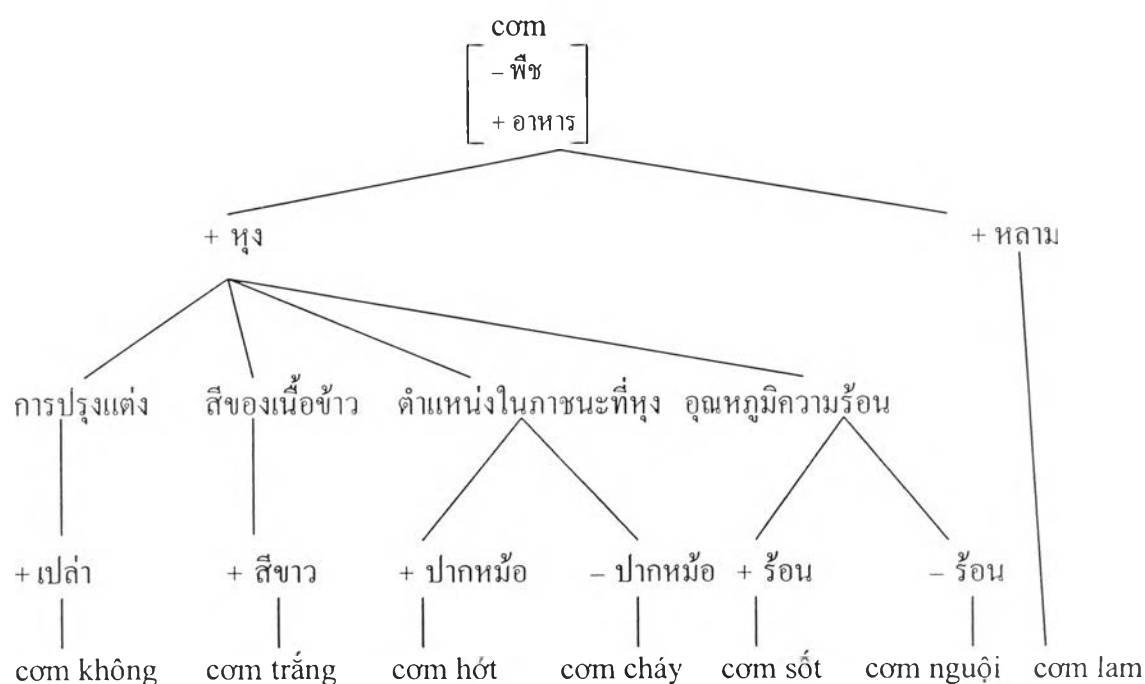 cơm
– พืช
+ อาหาร
+ หุง + หลาม
การปรุงแต่ง สีของเนื้อข้าว ตำแหน่งในภาชนะที่หุง อุณหภูมิความร้อน
+ เปล่า + สีขาว + ปากหม้อ – ปากหม้อ + ร้อน – ร้อน
cơm không cơm trắng cơm hớt cơm cháy cơm sốt cơm nguội cơm lam